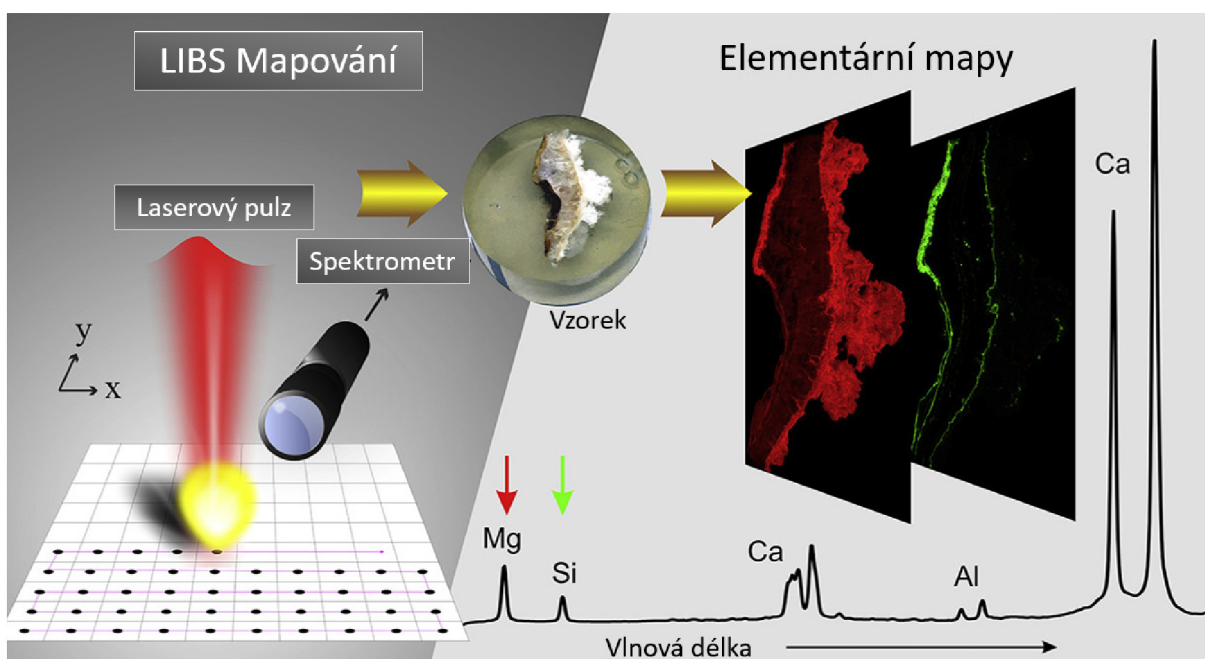 LIBS Mapování
Elementární mapy
Laserový pulz
Spektrometr
Vzorek
y
x
Ca
Mg
Si
Ca
Al
Vlnová délka